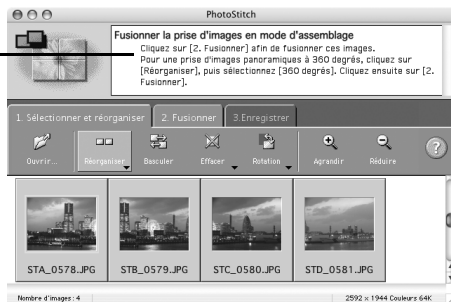 PhotoStitch
Fusionner la prise d'images en mode d'assemblage
Cliquez sur [2. Fusionner] afin de fusionner ces images.
Pour une prise d'images panoramiques à 360 degrés, cliquez sur
[Réorganiser], puis sélectionnez [360 degrés]. Cliquez ensuite sur [2.
Fusionner].
1. Sélectionner et réorganiser 2. Fusionner 3. Enregistrer
Ouvrir... Réorganiser Basculer Effacer Rotation Agrandir Réduire ?
STA_0578.JPG STB_0579.JPG STC_0580.JPG STD_0581.JPG
Nombre d'images : 4 2592 x 1944 Couleurs 64K